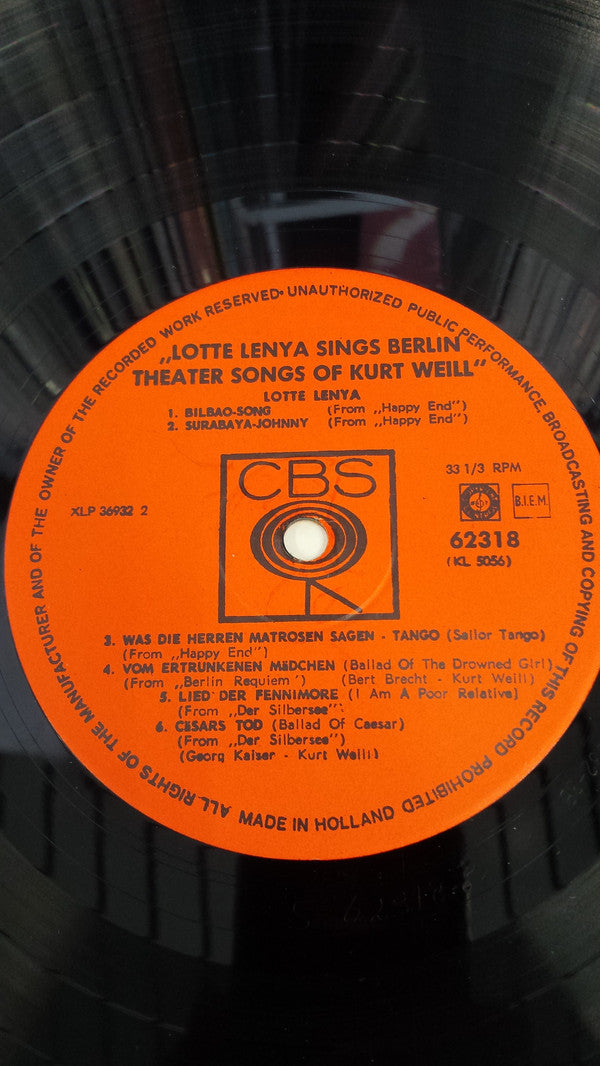 ALL RIGHTS OF THE MANUFACTURER AND OF THE OWNER OF THE RECORDED WORK RESERVED• UNAUTHORIZED PUBLIC PERFORMANCE, BROADCASTING AND COPYING OF THIS RECORD PROHIBITED
„LOTTE LENYA SINGS BERLIN
THEATER SONGS OF KURT WEILL"
LOTTE LENYA
1. BILBAO-SONG (From „Happy End")
2. SURABAYA-JOHNNY (From „Happy End")
CBS
33 1/3 RPM
XLP 36932 2
B.I.E.M.
62318
(KL 5056)
3. WAS DIE HERREN MATROSEN SAGEN - TANGO (Sailor Tango)
(From „Happy End")
4. VOM ERTRUNKENEN MäDCHEN (Ballad Of The Drowned Girl)
(From „Berlin Requiem') (Bert Brecht - Kurt Weill)
5. LIED DER FENNIMORE (I Am A Poor Relative)
(From „Der Silbersee")
6. CESARS TOD (Ballad Of Caesar)
(From „Der Silbersee")
(Georg Kaiser - Kurt Weill)
MADE IN HOLLAND